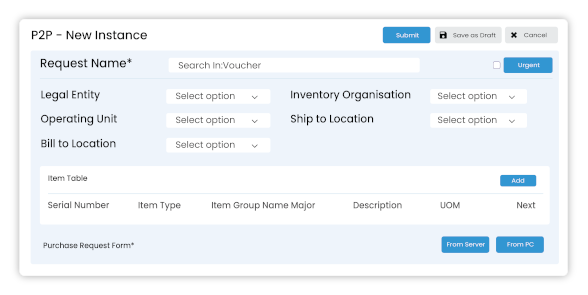 P2P - New Instance Submit Save as Draft Cancel
Request Name* Search In:Voucher Urgent
Legal Entity Select option Inventory Organisation Select option
Operating Unit Select option Ship to Location Select option
Bill to Location Select option
Item Table Add
Serial Number Item Type Item Group Name Major Description UOM Next
Purchase Request Form* From Server From PC